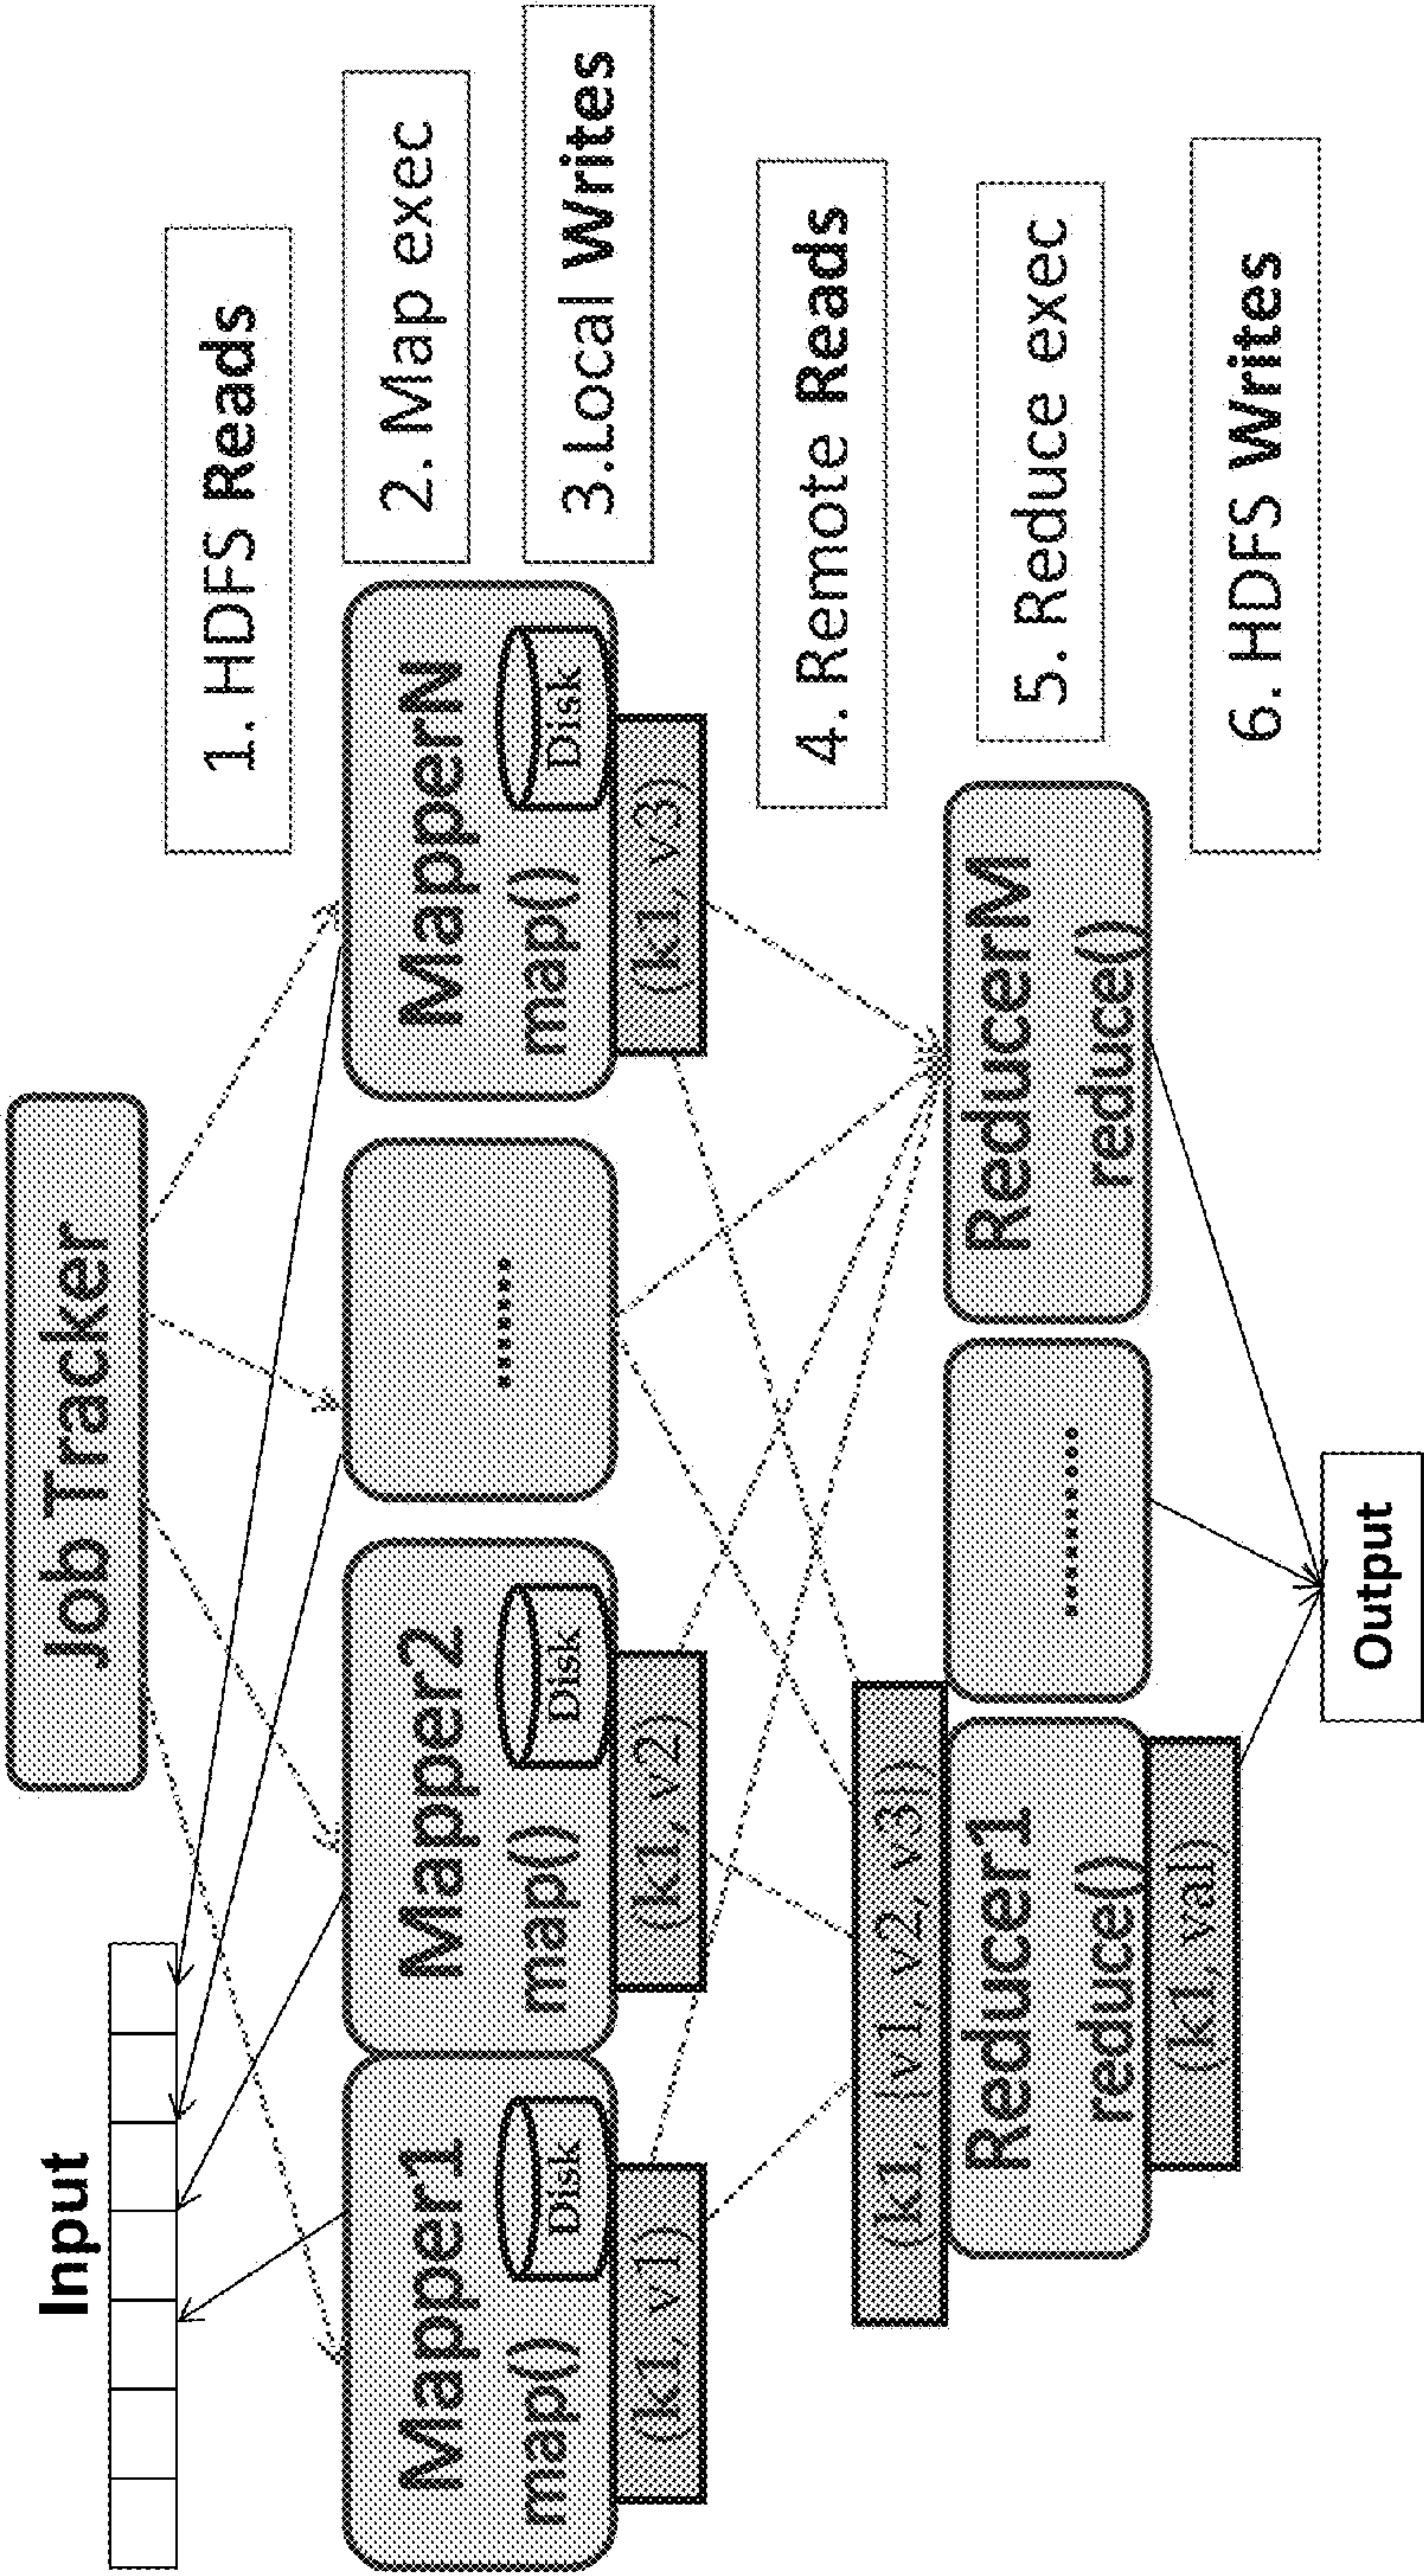 Input
Job Tracker
1. HDFS Reads
Mapper1
map()
Disk
(k1, v1)
Mapper2
map()
Disk
(k1, v2)
.......
MapperN
map()
Disk
(k1, v3)
2. Map exec
3.Local Writes
4. Remote Reads
(k1, [v1, v2, v3])
Reducer1
reduce()
(k1, val)
..........
ReducerM
reduce()
5. Reduce exec
6. HDFS Writes
Output